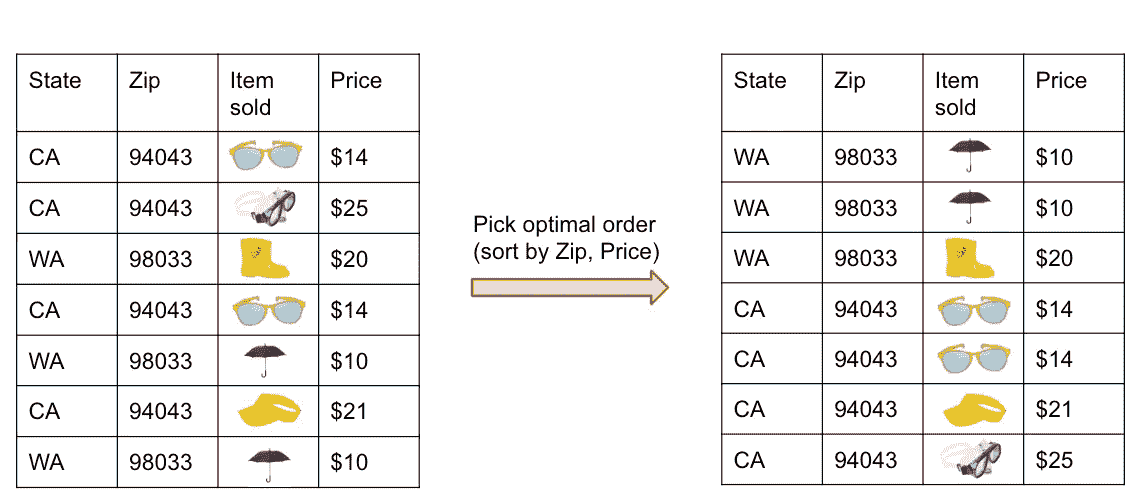 State Zip Item sold Price
CA 94043 $14
CA 94043 $25
WA 98033 $20
CA 94043 $14
WA 98033 $10
CA 94043 $21
WA 98033 $10
Pick optimal order
(sort by Zip, Price)
State Zip Item sold Price
WA 98033 $10
WA 98033 $10
WA 98033 $20
CA 94043 $14
CA 94043 $14
CA 94043 $21
CA 94043 $25